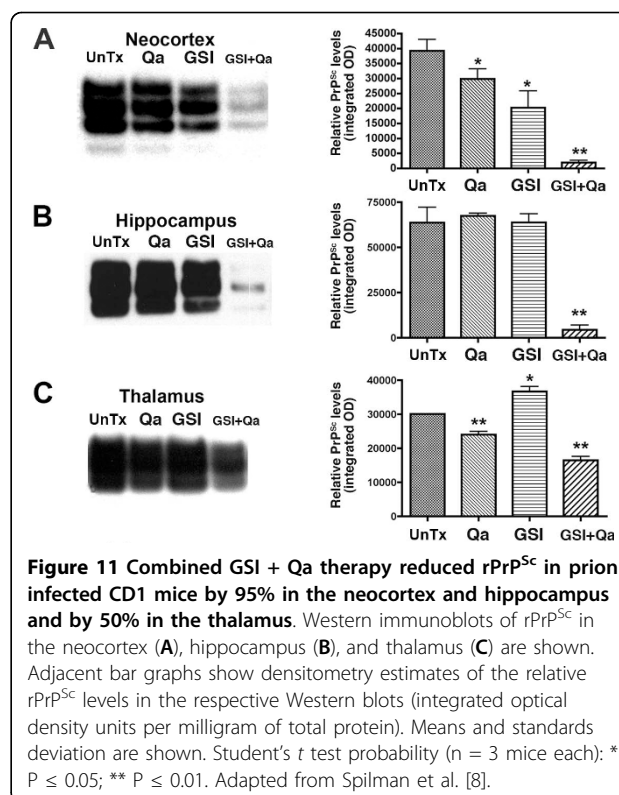 A
Neocortex
UnTx Qa GSI GSI+Qa
Relative PrPSc levels
(integrated OD)
45000
40000
35000
30000
25000
20000
15000
10000
5000
0
*
*
**
UnTx Qa GSI GSI+Qa
B
Hippocampus
UnTx Qa GSI GSI+Qa
Relative PrPSc levels
(integrated OD)
75000
50000
25000
0
**
UnTx Qa GSI GSI+Qa
C
Thalamus
UnTx Qa GSI GSI+Qa
Relative PrPSc levels
(integrated OD)
40000
30000
20000
10000
0
**
*
**
UnTx Qa GSI GSI+Qa
Figure 11 Combined GSI + Qa therapy reduced rPrPSc in prion
infected CD1 mice by 95% in the neocortex and hippocampus
and by 50% in the thalamus. Western immunoblots of rPrPSc in
the neocortex (A), hippocampus (B), and thalamus (C) are shown.
Adjacent bar graphs show densitometry estimates of the relative
rPrPSc levels in the respective Western blots (integrated optical
density units per milligram of total protein). Means and standards
deviation are shown. Student's t test probability (n = 3 mice each): *
P ≤ 0.05; ** P ≤ 0.01. Adapted from Spilman et al. [8].